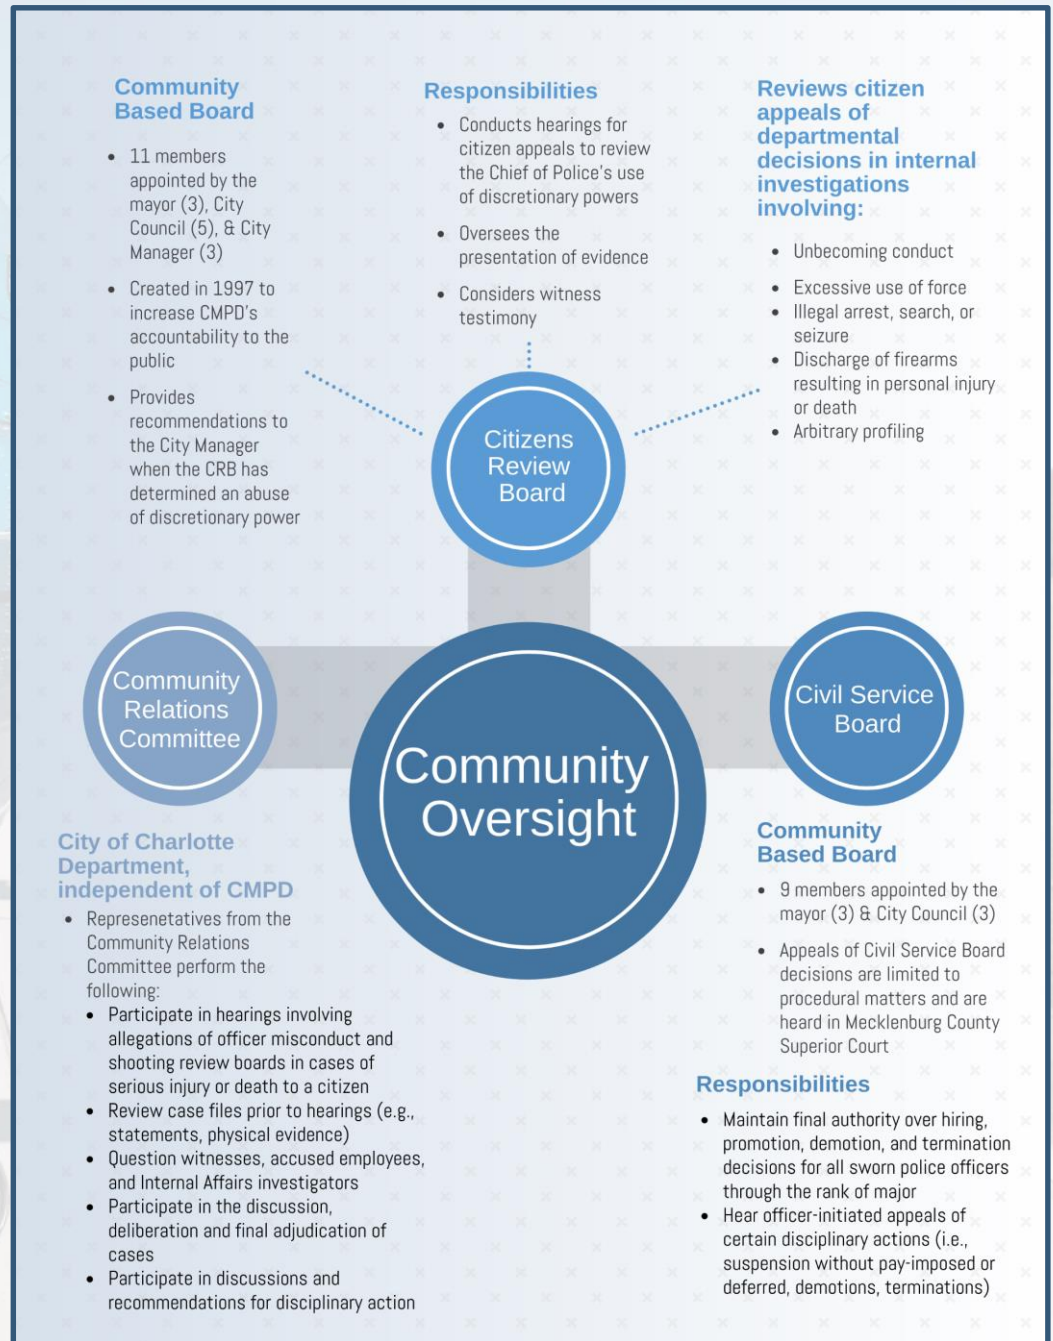 Community
Based Board
• 11 members
appointed by the
mayor (3), City
Council (5), & City
Manager (3)
• Created in 1997 to
increase CMPD's
accountability to the
public
• Provides
recommendations to
the City Manager
when the CRB has
determined an abuse
of discretionary power
Responsibilities
• Conducts hearings for
citizen appeals to review
the Chief of Police's use
of discretionary powers
• Oversees the
presentation of evidence
• Considers witness
testimony
Reviews citizen
appeals of
departmental
decisions in internal
investigations
involving:
• Unbecoming conduct
• Excessive use of force
• Illegal arrest, search, or
seizure
• Discharge of firearms
resulting in personal injury
or death
• Arbitrary profiling
Citizens
Review
Board
Community
Relations
Committee
Community
Oversight
Civil Service
Board
City of Charlotte
Department,
independent of CMPD
• Represenetatives from the
Community Relations
Committee perform the
following:
• Participate in hearings involving
allegations of officer misconduct and
shooting review boards in cases of
serious injury or death to a citizen
• Review case files prior to hearings (e.g.,
statements, physical evidence)
• Question witnesses, accused employees,
and Internal Affairs investigators
• Participate in the discussion,
deliberation and final adjudication of
cases
• Participate in discussions and
recommendations for disciplinary action
Community
Based Board
• 9 members appointed by the
mayor (3) & City Council (3)
• Appeals of Civil Service Board
decisions are limited to
procedural matters and are
heard in Mecklenburg County
Superior Court
Responsibilities
• Maintain final authority over hiring,
promotion, demotion, and termination
decisions for all sworn police officers
through the rank of major
• Hear officer-initiated appeals of
certain disciplinary actions (i.e.,
suspension without pay-imposed or
deferred, demotions, terminations)